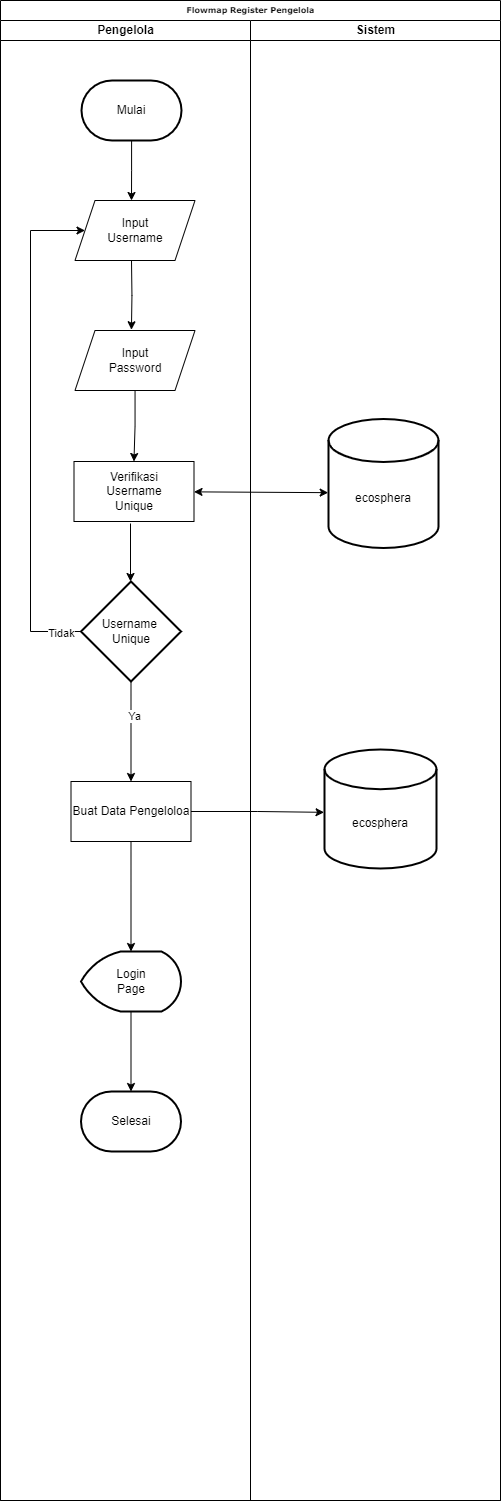 Flowmap Register Pengelola
Pengelola
Sistem
Mulai
Input
Username
Input
Password
Verifikasi
Username
Unique
ecosphera
Username
Unique
Tidak
Ya
Buat Data Pengeloloa
ecosphera
Login
Page
Selesai